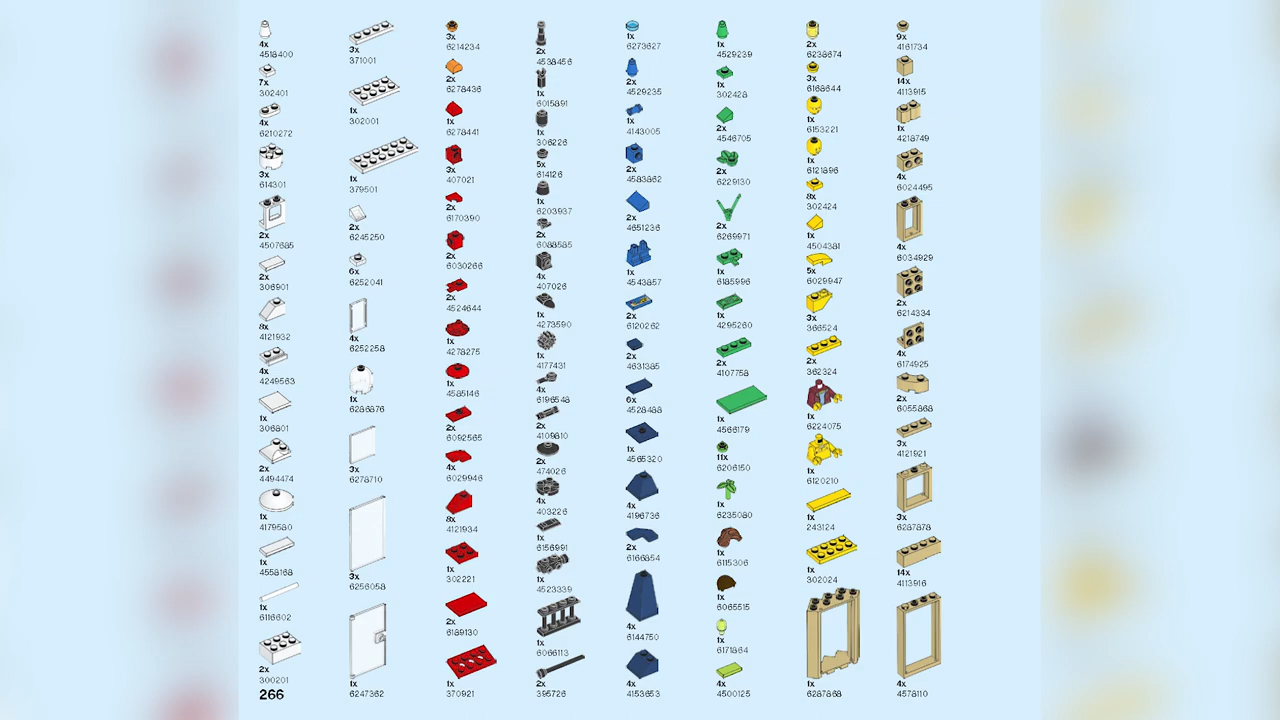 4x
4518400
7x
302401
4x
6210272
3x
614301
2x
4507685
2x
306901
8x
4121932
4x
4249563
1x
306801
2x
4494474
1x
4179580
1x
4558168
1x
6116602
2x
300201
266
3x
371001
1x
302001
1x
379501
2x
6245250
6x
6252041
4x
6252258
1x
6286876
3x
6278710
3x
6256058
1x
6247362
3x
6214234
2x
6278436
1x
6278441
3x
407021
2x
6170390
2x
6030266
2x
4524644
1x
4278275
1x
4585146
2x
6092565
4x
6029946
8x
4121934
1x
302221
2x
6189130
1x
370921
2x
4538456
1x
6015891
1x
306226
5x
614126
1x
6203937
2x
6088585
4x
407026
1x
4273590
1x
4177431
4x
6196548
2x
4109810
2x
474026
4x
403226
1x
6156991
1x
4523339
1x
6066113
2x
395726
1x
6273627
2x
4529235
1x
4143005
2x
4583862
2x
4651236
1x
4543857
2x
6120262
2x
4631385
6x
4528488
1x
4565320
4x
4196736
2x
6166854
4x
6144750
4x
4153653
1x
4529239
1x
302428
2x
4546705
2x
6229130
2x
6269971
1x
6185996
1x
4295260
2x
4107758
1x
4566179
11x
6206150
1x
6235080
1x
6115306
1x
6065515
1x
6171864
4x
4500125
2x
6238674
3x
6168644
1x
6153221
1x
6121896
8x
302424
1x
4504381
5x
6029947
3x
366524
2x
362324
1x
6224075
1x
6120210
1x
243124
1x
302024
1x
6287868
9x
4161734
14x
4113915
1x
4218749
4x
6024495
4x
6034929
2x
6214334
4x
6174925
2x
6055868
3x
4121921
3x
6287878
14x
4113916
4x
4578110